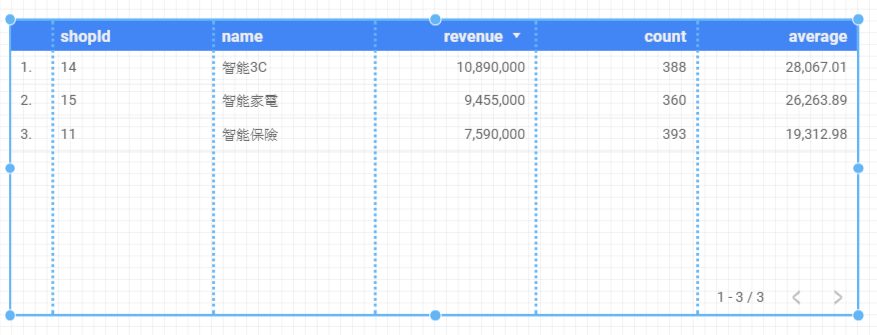 shopId name revenue count average
1. 14 智能3C 10,890,000 388 28,067.01
2. 15 智能家電 9,455,000 360 26,263.89
3. 11 智能保險 7,590,000 393 19,312.98
1 - 3 / 3